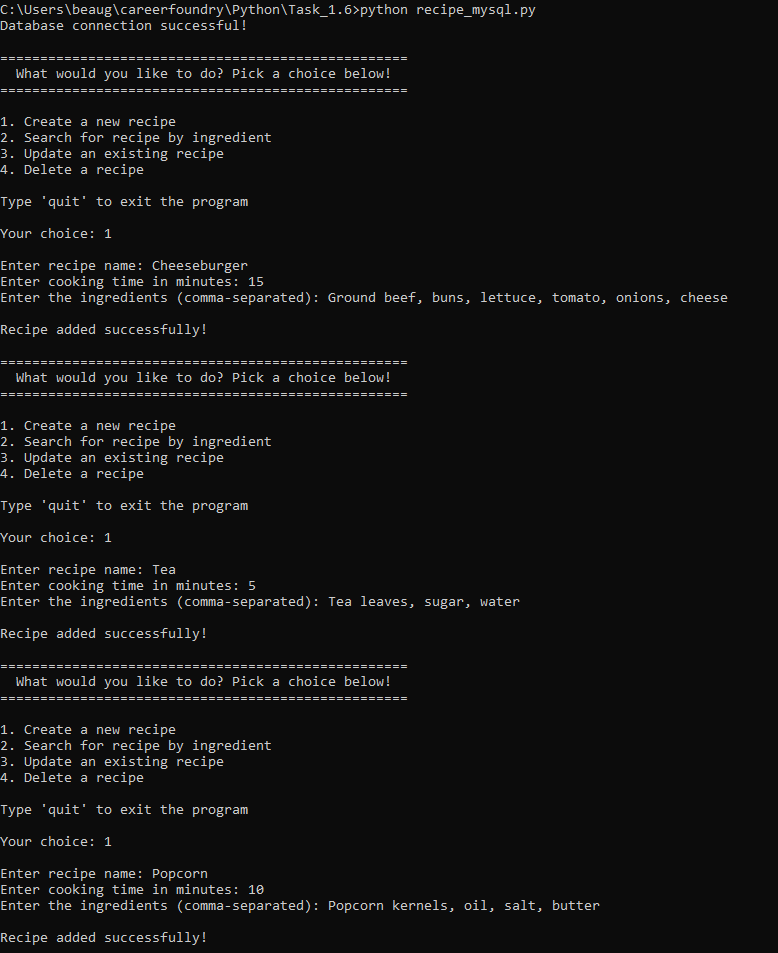 C:\Users\beaug\careerfoundry\Python\Task_1.6>python recipe_mysql.py
Database connection successful!
===================================================
What would you like to do? Pick a choice below!
===================================================
1. Create a new recipe
2. Search for recipe by ingredient
3. Update an existing recipe
4. Delete a recipe
Type 'quit' to exit the program
Your choice: 1
Enter recipe name: Cheeseburger
Enter cooking time in minutes: 15
Enter the ingredients (comma-separated): Ground beef, buns, lettuce, tomato, onions, cheese
Recipe added successfully!
===================================================
What would you like to do? Pick a choice below!
===================================================
1. Create a new recipe
2. Search for recipe by ingredient
3. Update an existing recipe
4. Delete a recipe
Type 'quit' to exit the program
Your choice: 1
Enter recipe name: Tea
Enter cooking time in minutes: 5
Enter the ingredients (comma-separated): Tea leaves, sugar, water
Recipe added successfully!
===================================================
What would you like to do? Pick a choice below!
===================================================
1. Create a new recipe
2. Search for recipe by ingredient
3. Update an existing recipe
4. Delete a recipe
Type 'quit' to exit the program
Your choice: 1
Enter recipe name: Popcorn
Enter cooking time in minutes: 10
Enter the ingredients (comma-separated): Popcorn kernels, oil, salt, butter
Recipe added successfully!